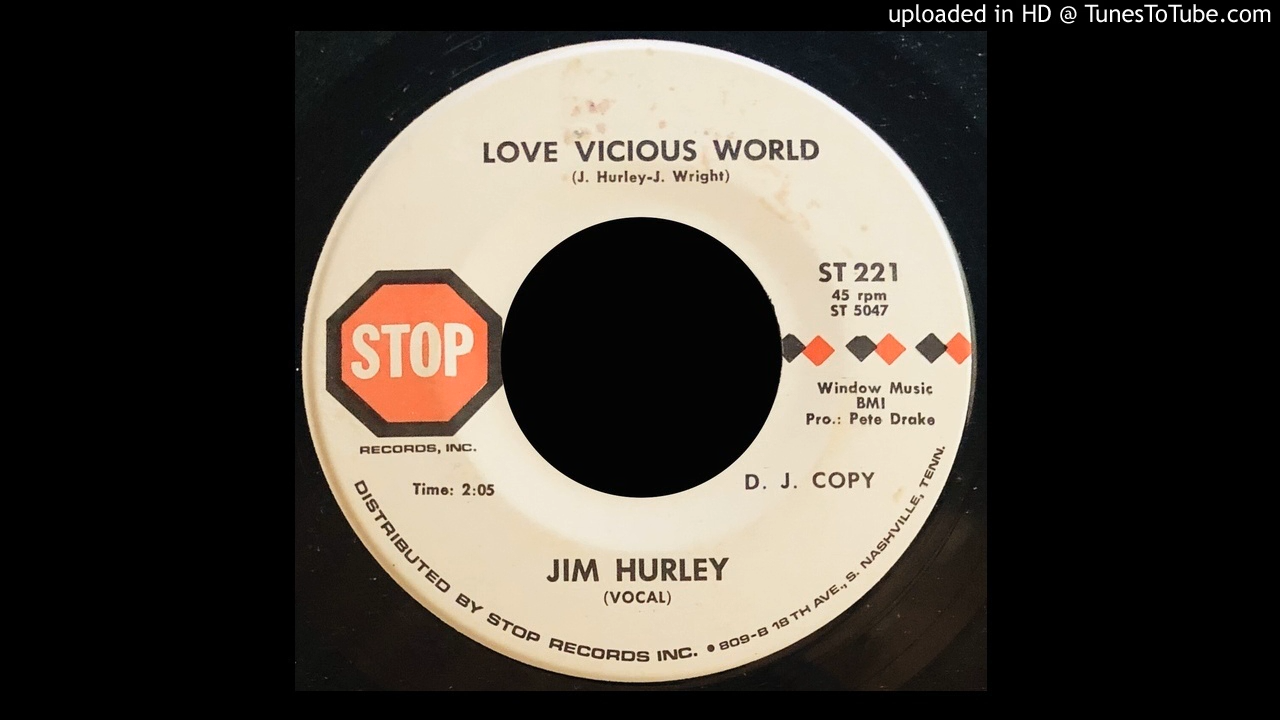 uploaded in HD @ TunesToTube.com
LOVE VICIOUS WORLD
(J. Hurley-J. Wright)
ST 221
45 rpm
ST 5047
STOP
RECORDS, INC.
Window Music
BMI
Pro.: Pete Drake
Time: 2:05
D. J. COPY
JIM HURLEY
(VOCAL)
DISTRIBUTED BY STOP RECORDS INC. • 809-B 18 TH AVE., S. NASHVILLE, TENN.